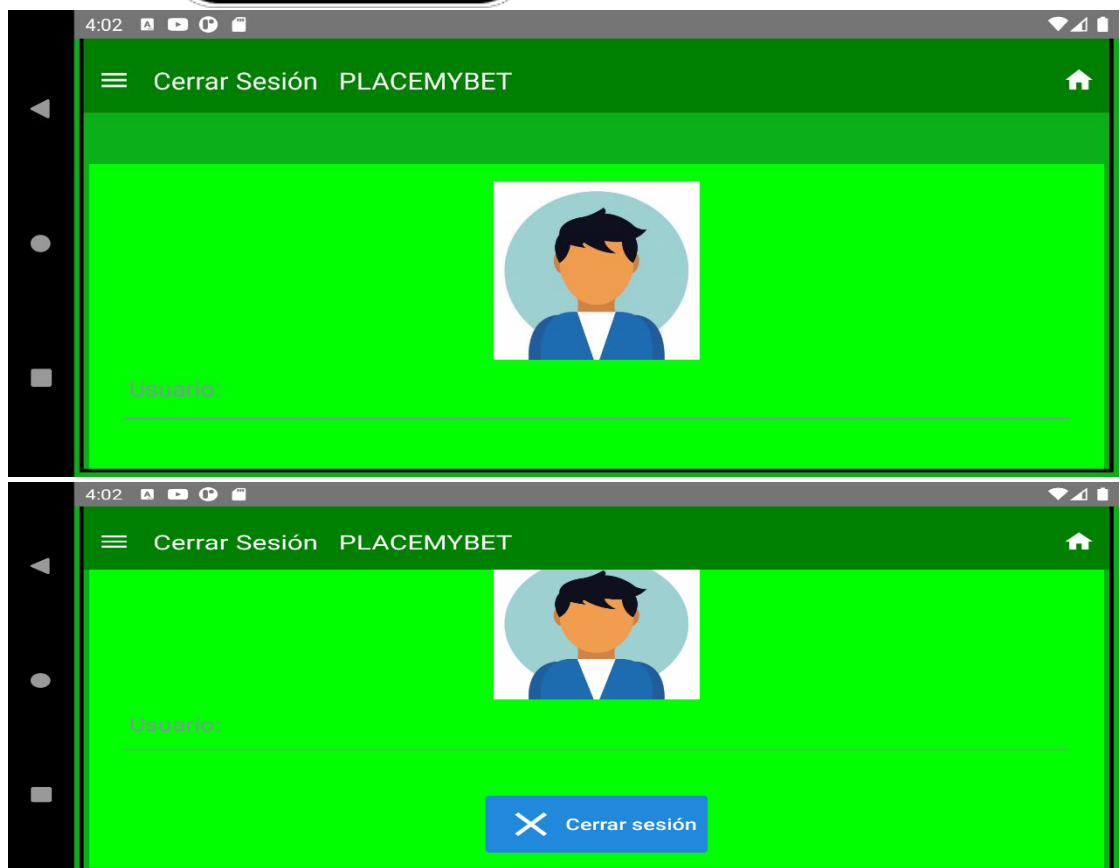 4:02
Cerrar Sesión PLACEMYBET
Usuario:
4:02
Cerrar Sesión PLACEMYBET
Usuario:
Cerrar sesión